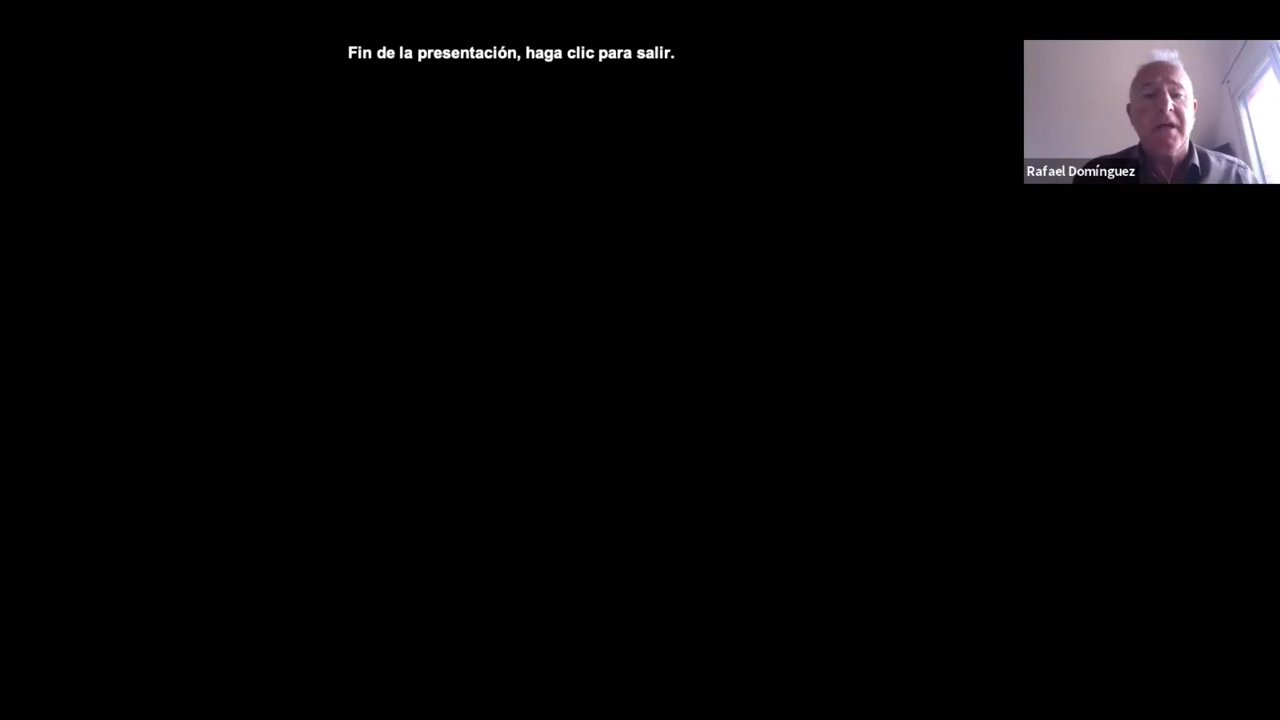 Fin de la presentación, haga clic para salir.
Rafael Domínguez